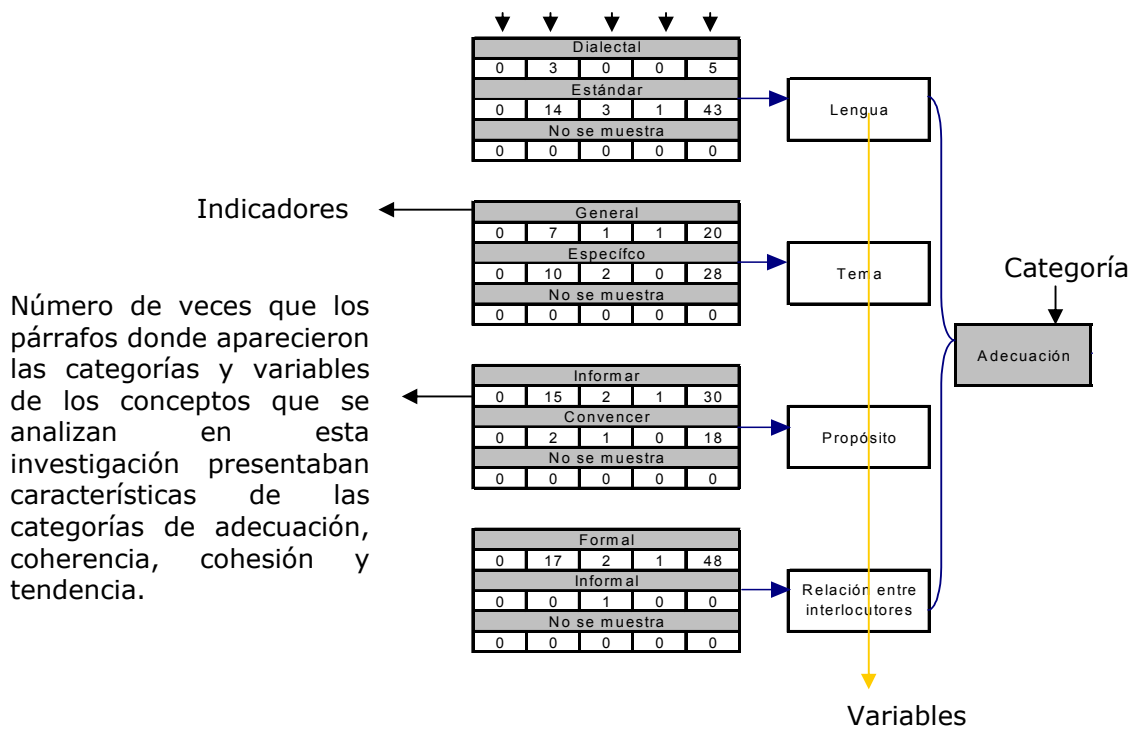 Dialectal
0 3 0 0 5
Estándar
0 14 3 1 43
No se muestra
0 0 0 0 0
Lengua
Indicadores
General
0 7 1 1 20
Específco
0 10 2 0 28
No se muestra
0 0 0 0 0
Tema
Categoría
Adecuación
Número de veces que los
párrafos donde aparecieron
las categorías y variables
de los conceptos que se
analizan en esta
investigación presentaban
características de las
categorías de adecuación,
coherencia, cohesión y
tendencia.
Informar
0 15 2 1 30
Convencer
0 2 1 0 18
No se muestra
0 0 0 0 0
Propósito
Formal
0 17 2 1 48
Informal
0 0 1 0 0
No se muestra
0 0 0 0 0
Relación entre
interlocutores
Variables